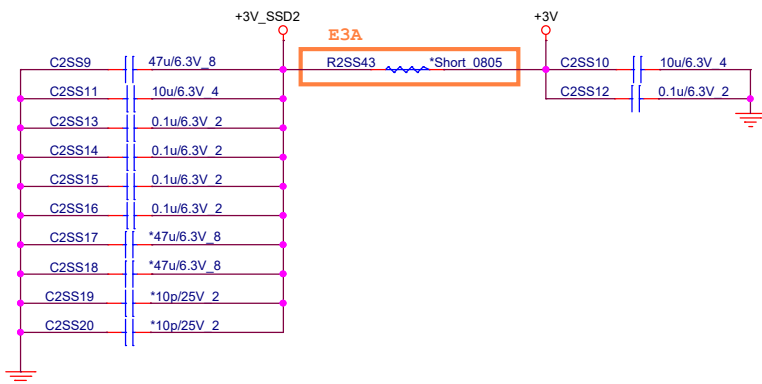 +3V_SSD2
+3V
E3A
C2SS9 47u/6.3V_8
R2SS43 *Short_0805
C2SS10 10u/6.3V_4
C2SS11 10u/6.3V_4
C2SS12 0.1u/6.3V_2
C2SS13 0.1u/6.3V_2
C2SS14 0.1u/6.3V_2
C2SS15 0.1u/6.3V_2
C2SS16 0.1u/6.3V_2
C2SS17 *47u/6.3V_8
C2SS18 *47u/6.3V_8
C2SS19 *10p/25V_2
C2SS20 *10p/25V_2